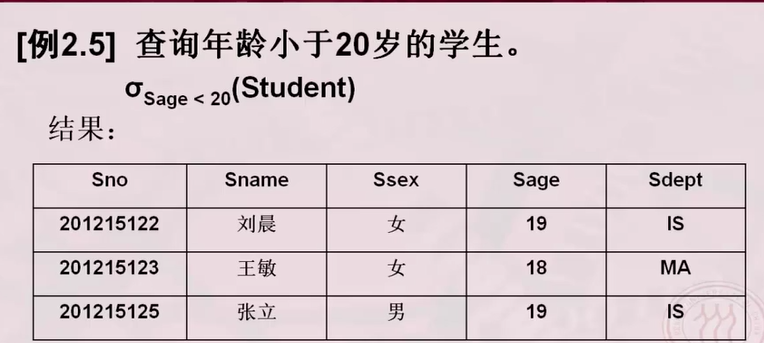 [例2.5] 查询年龄小于20岁的学生。
σSage < 20(Student)
结果：
Sno Sname Ssex Sage Sdept
201215122 刘晨 女 19 IS
201215123 王敏 女 18 MA
201215125 张立 男 19 IS